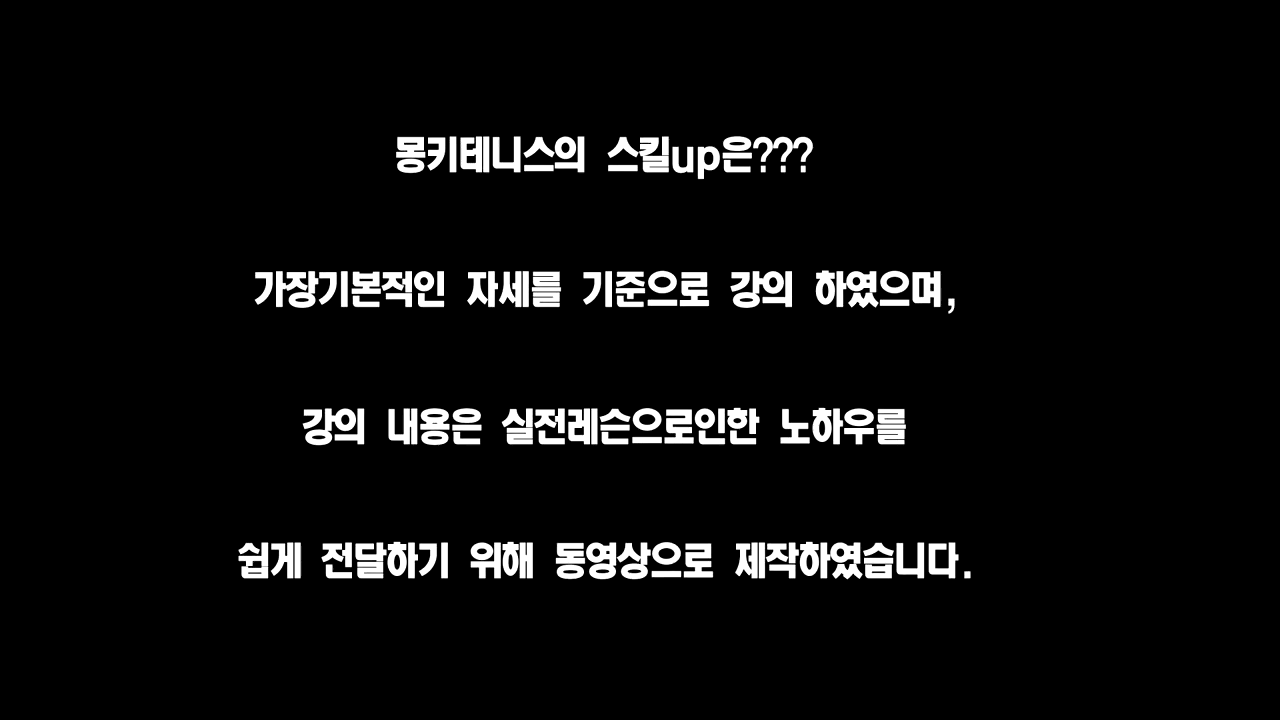 몽키테니스의 스킬up은???
가장기본적인 자세를 기준으로 강의 하였으며,
강의 내용은 실전레슨으로인한 노하우를
쉽게 전달하기 위해 동영상으로 제작하였습니다.